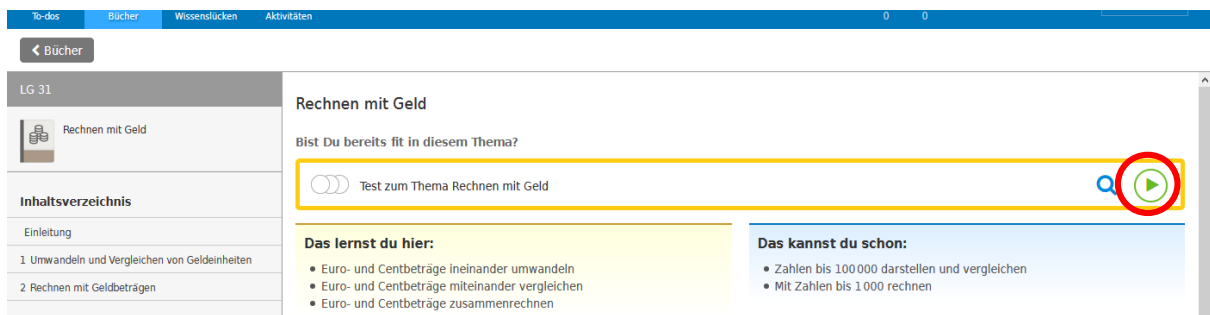 To-dos Bücher Wissenslücken Aktivitäten 0 0
Bücher
LG 31
Rechnen mit Geld
Inhaltsverzeichnis
Einleitung
1 Umwandeln und Vergleichen von Geldeinheiten
2 Rechnen mit Geldbeträgen
Rechnen mit Geld
Bist Du bereits fit in diesem Thema?
Test zum Thema Rechnen mit Geld
Das lernst du hier:
• Euro- und Centbeträge ineinander umwandeln
• Euro- und Centbeträge miteinander vergleichen
• Euro- und Centbeträge zusammenrechnen
Das kannst du schon:
• Zahlen bis 100 000 darstellen und vergleichen
• Mit Zahlen bis 1 000 rechnen